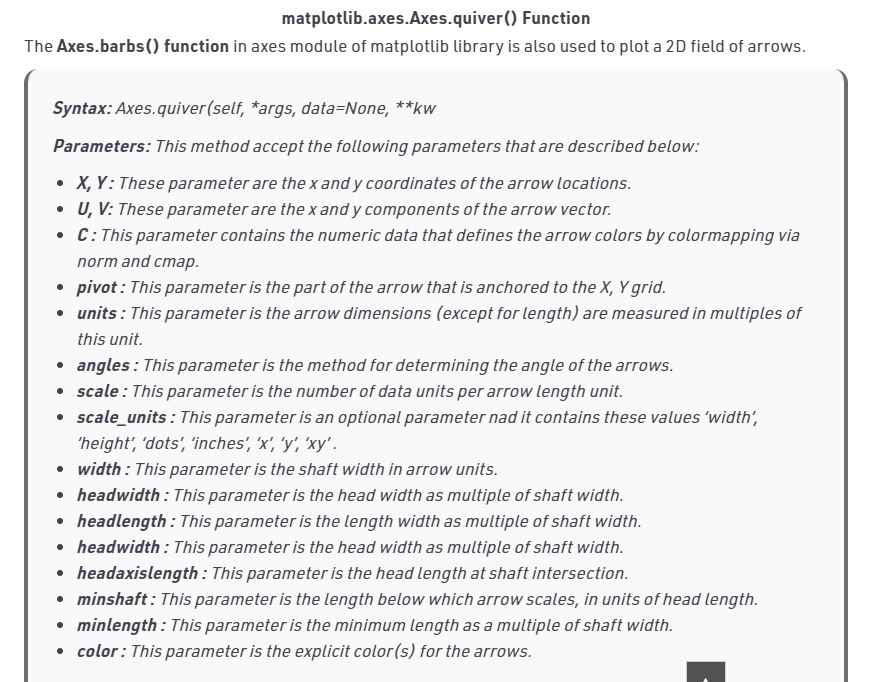 matplotlib.axes.Axes.quiver() Function
The Axes.barbs() function in axes module of matplotlib library is also used to plot a 2D field of arrows.
Syntax: Axes.quiver(self, *args, data=None, **kw
Parameters: This method accept the following parameters that are described below:
• X, Y : These parameter are the x and y coordinates of the arrow locations.
• U, V: These parameter are the x and y components of the arrow vector.
• C : This parameter contains the numeric data that defines the arrow colors by colormapping via
norm and cmap.
• pivot : This parameter is the part of the arrow that is anchored to the X, Y grid.
• units : This parameter is the arrow dimensions (except for length) are measured in multiples of
this unit.
• angles : This parameter is the method for determining the angle of the arrows.
• scale : This parameter is the number of data units per arrow length unit.
• scale_units : This parameter is an optional parameter nad it contains these values ‘width’,
‘height’, ‘dots’, ‘inches’, ‘x’, ‘y’, ‘xy’ .
• width : This parameter is the shaft width in arrow units.
• headwidth : This parameter is the head width as multiple of shaft width.
• headlength : This parameter is the length width as multiple of shaft width.
• headwidth : This parameter is the head width as multiple of shaft width.
• headaxislength : This parameter is the head length at shaft intersection.
• minshaft : This parameter is the length below which arrow scales, in units of head length.
• minlength : This parameter is the minimum length as a multiple of shaft width.
• color : This parameter is the explicit color(s) for the arrows.